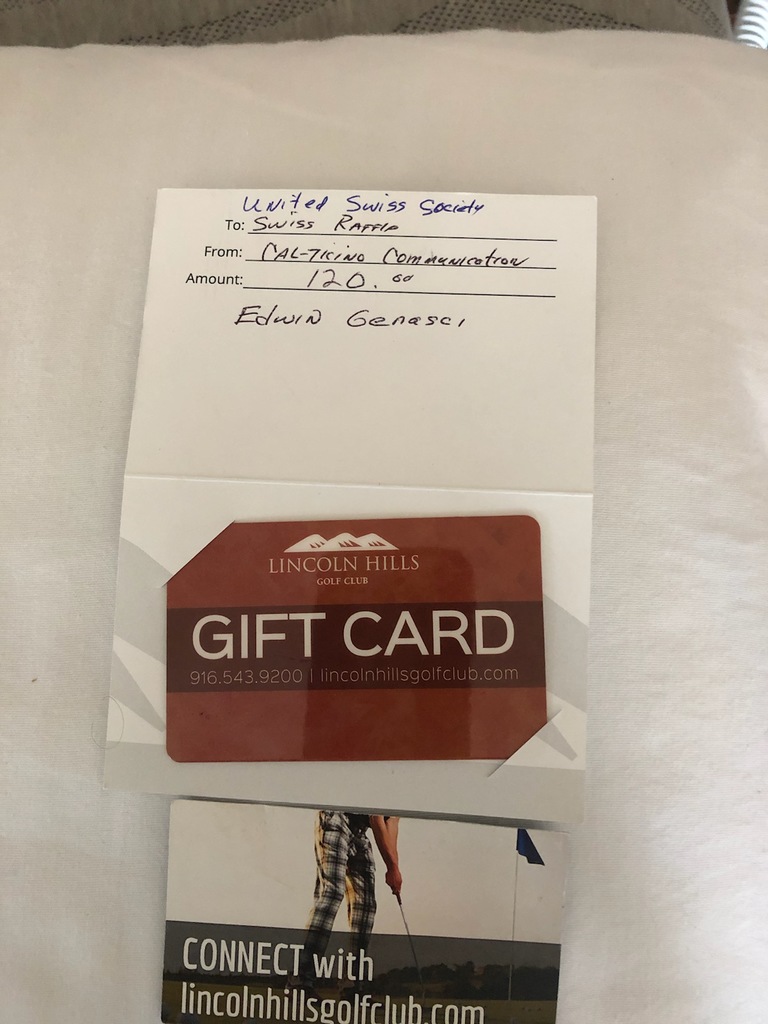 United Swiss Society
To: Swiss Raffle
From: CAL-TICINO Communication
Amount: 120.00
Edwin Genasci
LINCOLN HILLS
GOLF CLUB
GIFT CARD
916.543.9200 | lincolnhillsgolfclub.com
CONNECT with
lincolnhillsgolfclub.com